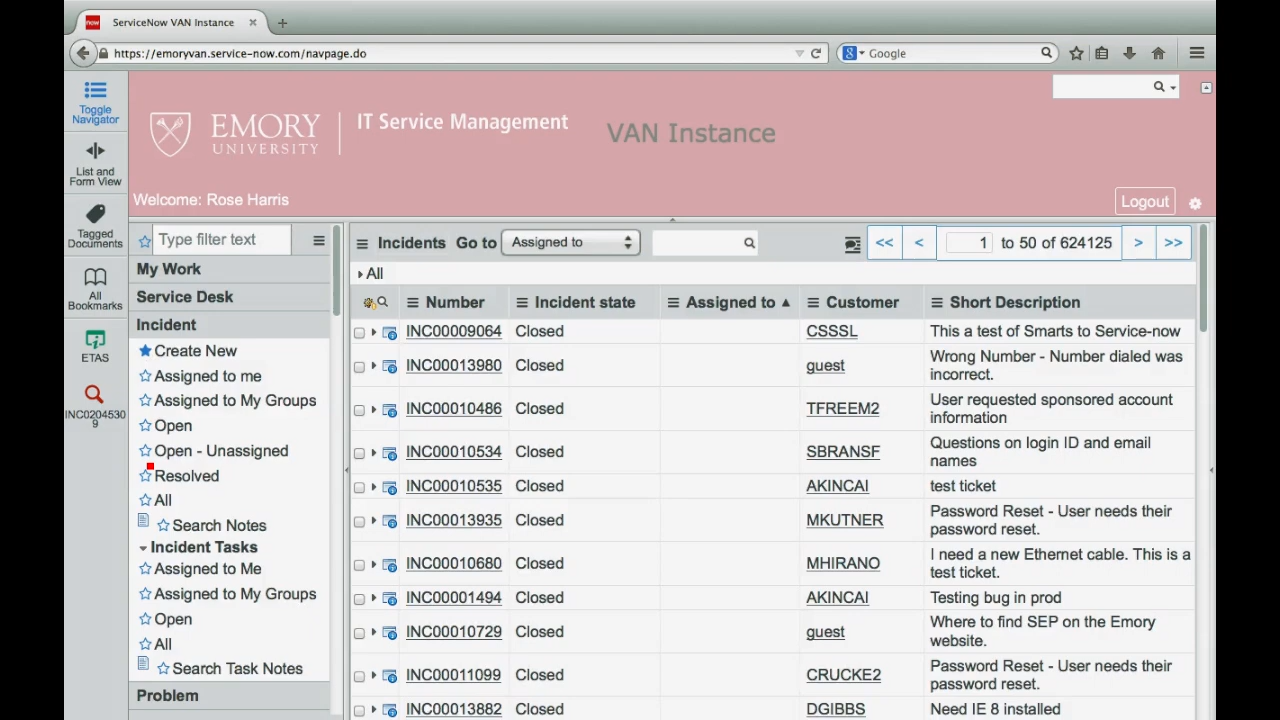 now ServiceNow VAN Instance
https://emoryvan.service-now.com/navpage.do
Google
Toggle Navigator
List and Form View
Tagged Documents
All Bookmarks
ETAS
INC0204530
9
EMORY
UNIVERSITY
IT Service Management
VAN Instance
Welcome: Rose Harris
Logout
Type filter text
My Work
Service Desk
Incident
Create New
Assigned to me
Assigned to My Groups
Open
Open - Unassigned
Resolved
All
Search Notes
Incident Tasks
Assigned to Me
Assigned to My Groups
Open
All
Search Task Notes
Problem
Incidents Go to Assigned to << < 1 to 50 of 624125 > >>
All
Number Incident state Assigned to Customer Short Description
INC00009064 Closed CSSSL This a test of Smarts to Service-now
INC00013980 Closed guest Wrong Number - Number dialed was
incorrect.
INC00010486 Closed TFREEM2 User requested sponsored account
information
INC00010534 Closed SBRANSF Questions on login ID and email
names
INC00010535 Closed AKINCAI test ticket
INC00013935 Closed MKUTNER Password Reset - User needs their
password reset.
INC00010680 Closed MHIRANO I need a new Ethernet cable. This is a
test ticket.
INC00001494 Closed AKINCAI Testing bug in prod
INC00010729 Closed guest Where to find SEP on the Emory
website.
INC00011099 Closed CRUCKE2 Password Reset - User needs their
password reset.
INC00013882 Closed DGIBBS Need IE 8 installed